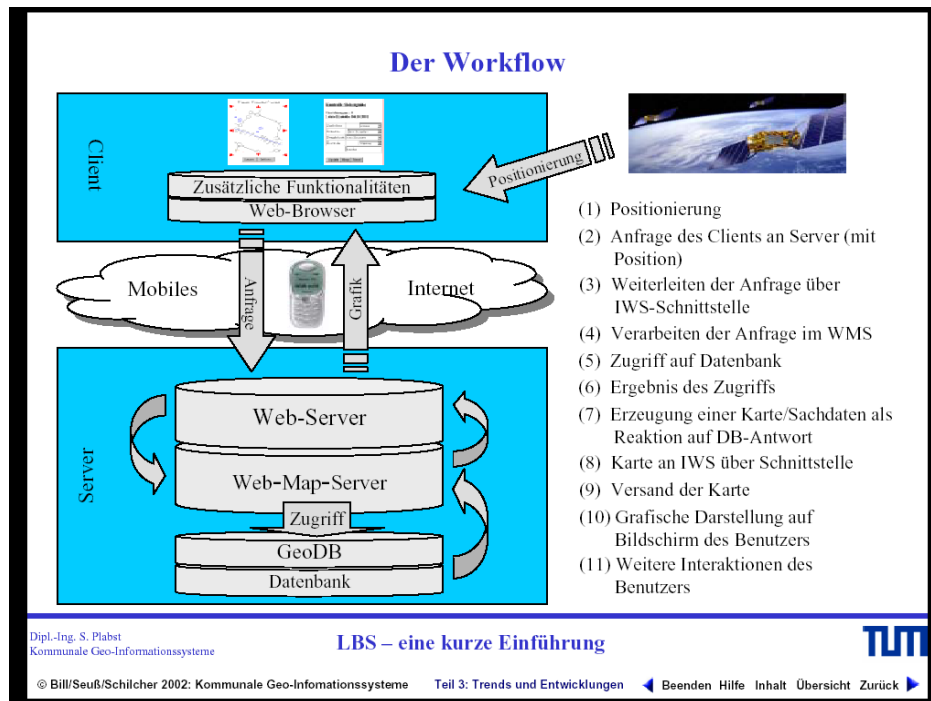 Der Workflow
Client
Zusätzliche Funktionalitäten
Web-Browser
Positionierung
Mobiles
Anfrage
Grafik
Internet
Server
Web-Server
Web-Map-Server
Zugriff
GeoDB
Datenbank
(1) Positionierung
(2) Anfrage des Clients an Server (mit
Position)
(3) Weiterleiten der Anfrage über
IWS-Schnittstelle
(4) Verarbeiten der Anfrage im WMS
(5) Zugriff auf Datenbank
(6) Ergebnis des Zugriffs
(7) Erzeugung einer Karte/Sachdaten als
Reaktion auf DB-Antwort
(8) Karte an IWS über Schnittstelle
(9) Versand der Karte
(10) Grafische Darstellung auf
Bildschirm des Benutzers
(11) Weitere Interaktionen des
Benutzers
Dipl.-Ing. S. Plabst
Kommunale Geo-Informationssysteme
LBS – eine kurze Einführung
TUM
© Bill/Seuß/Schilcher 2002: Kommunale Geo-Infomationssysteme
Teil 3: Trends und Entwicklungen
Beenden Hilfe Inhalt Übersicht Zurück